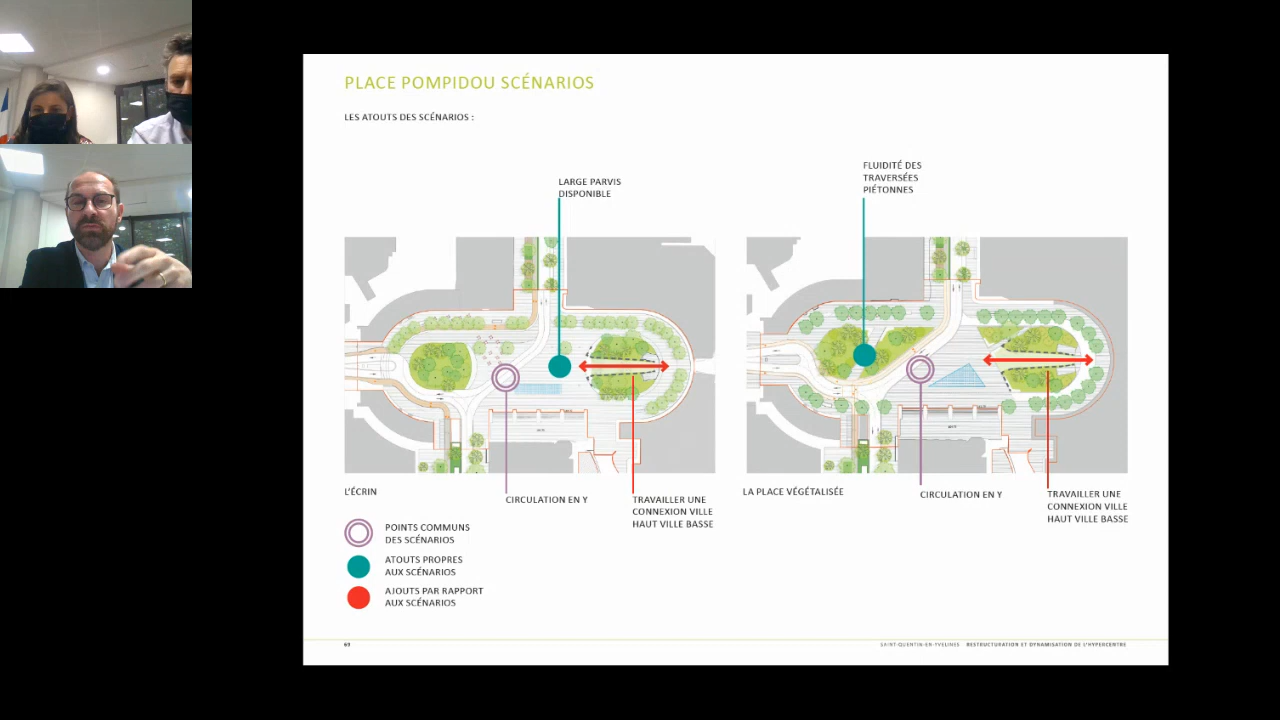 PLACE POMPIDOU SCÉNARIOS
LES ATOUTS DES SCÉNARIOS :
LARGE PARVIS
DISPONIBLE
FLUIDITÉ DES
TRAVERSÉES
PIÉTONNES
L'ÉCRIN
CIRCULATION EN Y
TRAVAILLER UNE
CONNEXION VILLE
HAUT VILLE BASSE
LA PLACE VÉGÉTALISÉE
CIRCULATION EN Y
TRAVAILLER UNE
CONNEXION VILLE
HAUT VILLE BASSE
POINTS COMMUNS
DES SCÉNARIOS
ATOUTS PROPRES
AUX SCÉNARIOS
AJOUTS PAR RAPPORT
AUX SCÉNARIOS
69
SAINT-QUENTIN-EN-YVELINES RESTRUCTURATION ET DYNAMISATION DE L'HYPERCENTRE